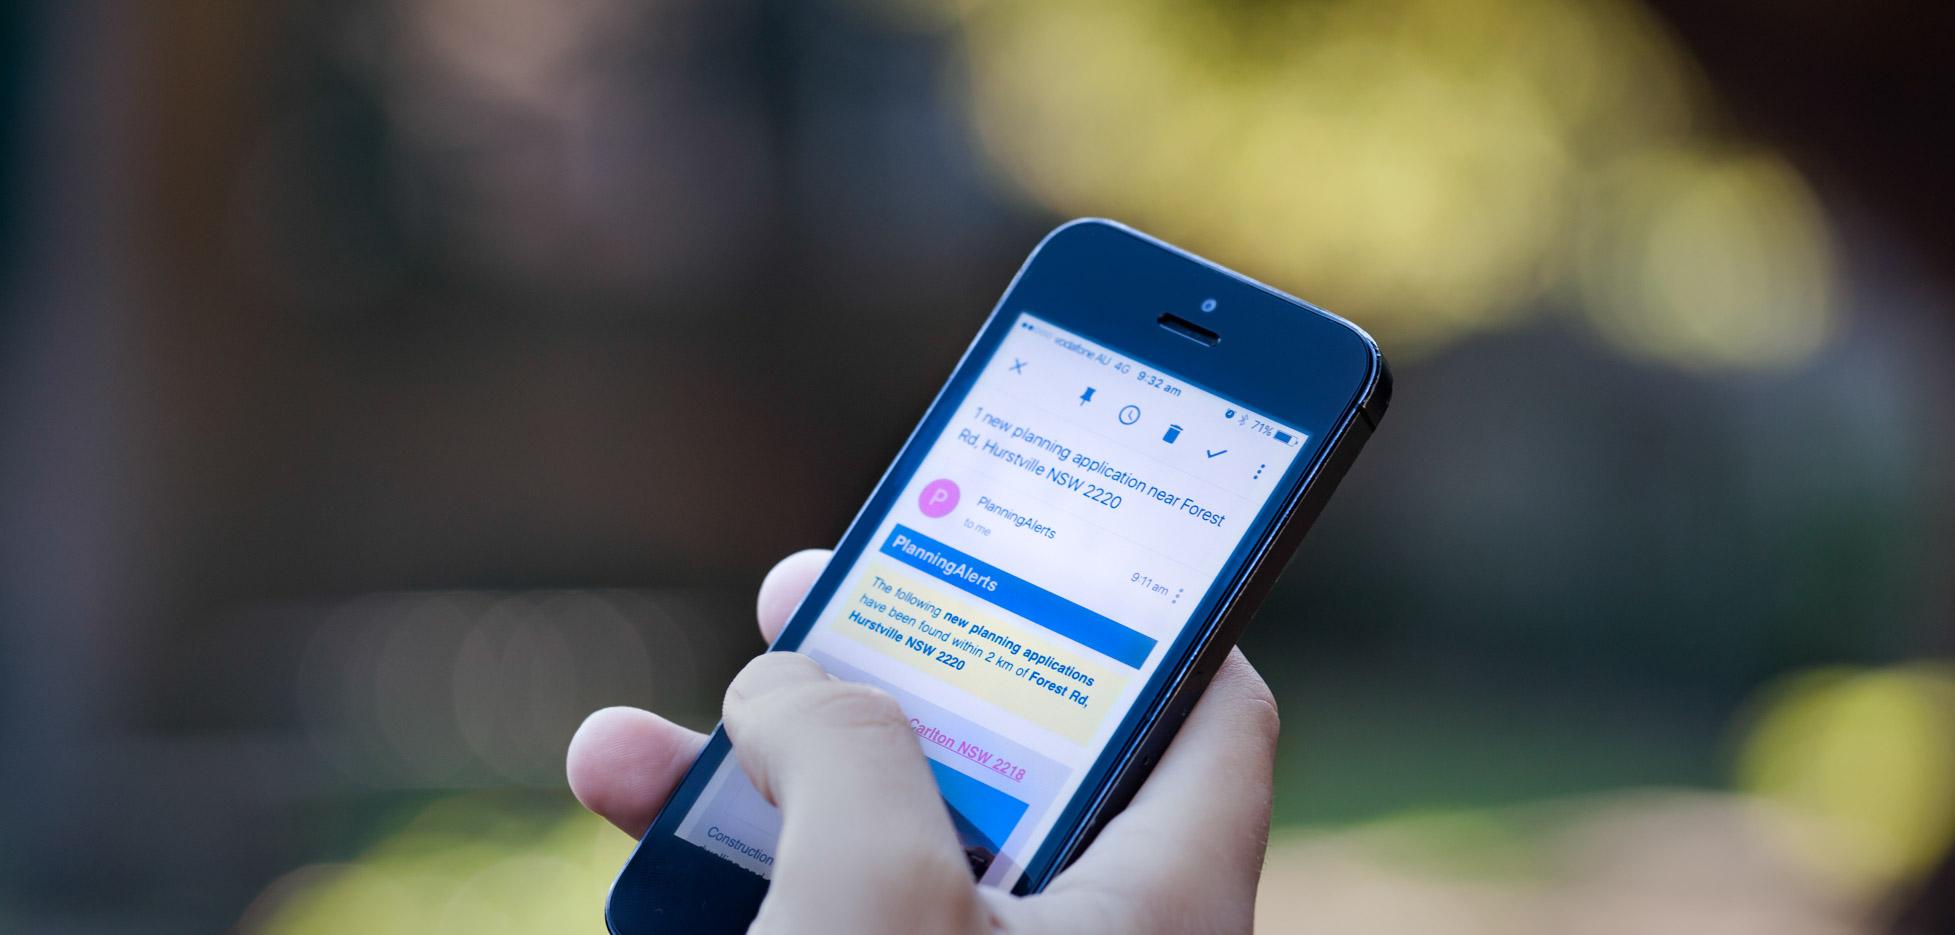 vodafone AU 4G 9:32 am 71%
1 new planning application near Forest
Rd, Hurstville NSW 2220
P
PlanningAlerts
to me
9:11 am
PlanningAlerts
The following new planning applications
have been found within 2 km of Forest Rd,
Hurstville NSW 2220
Carlton NSW 2218
Construction